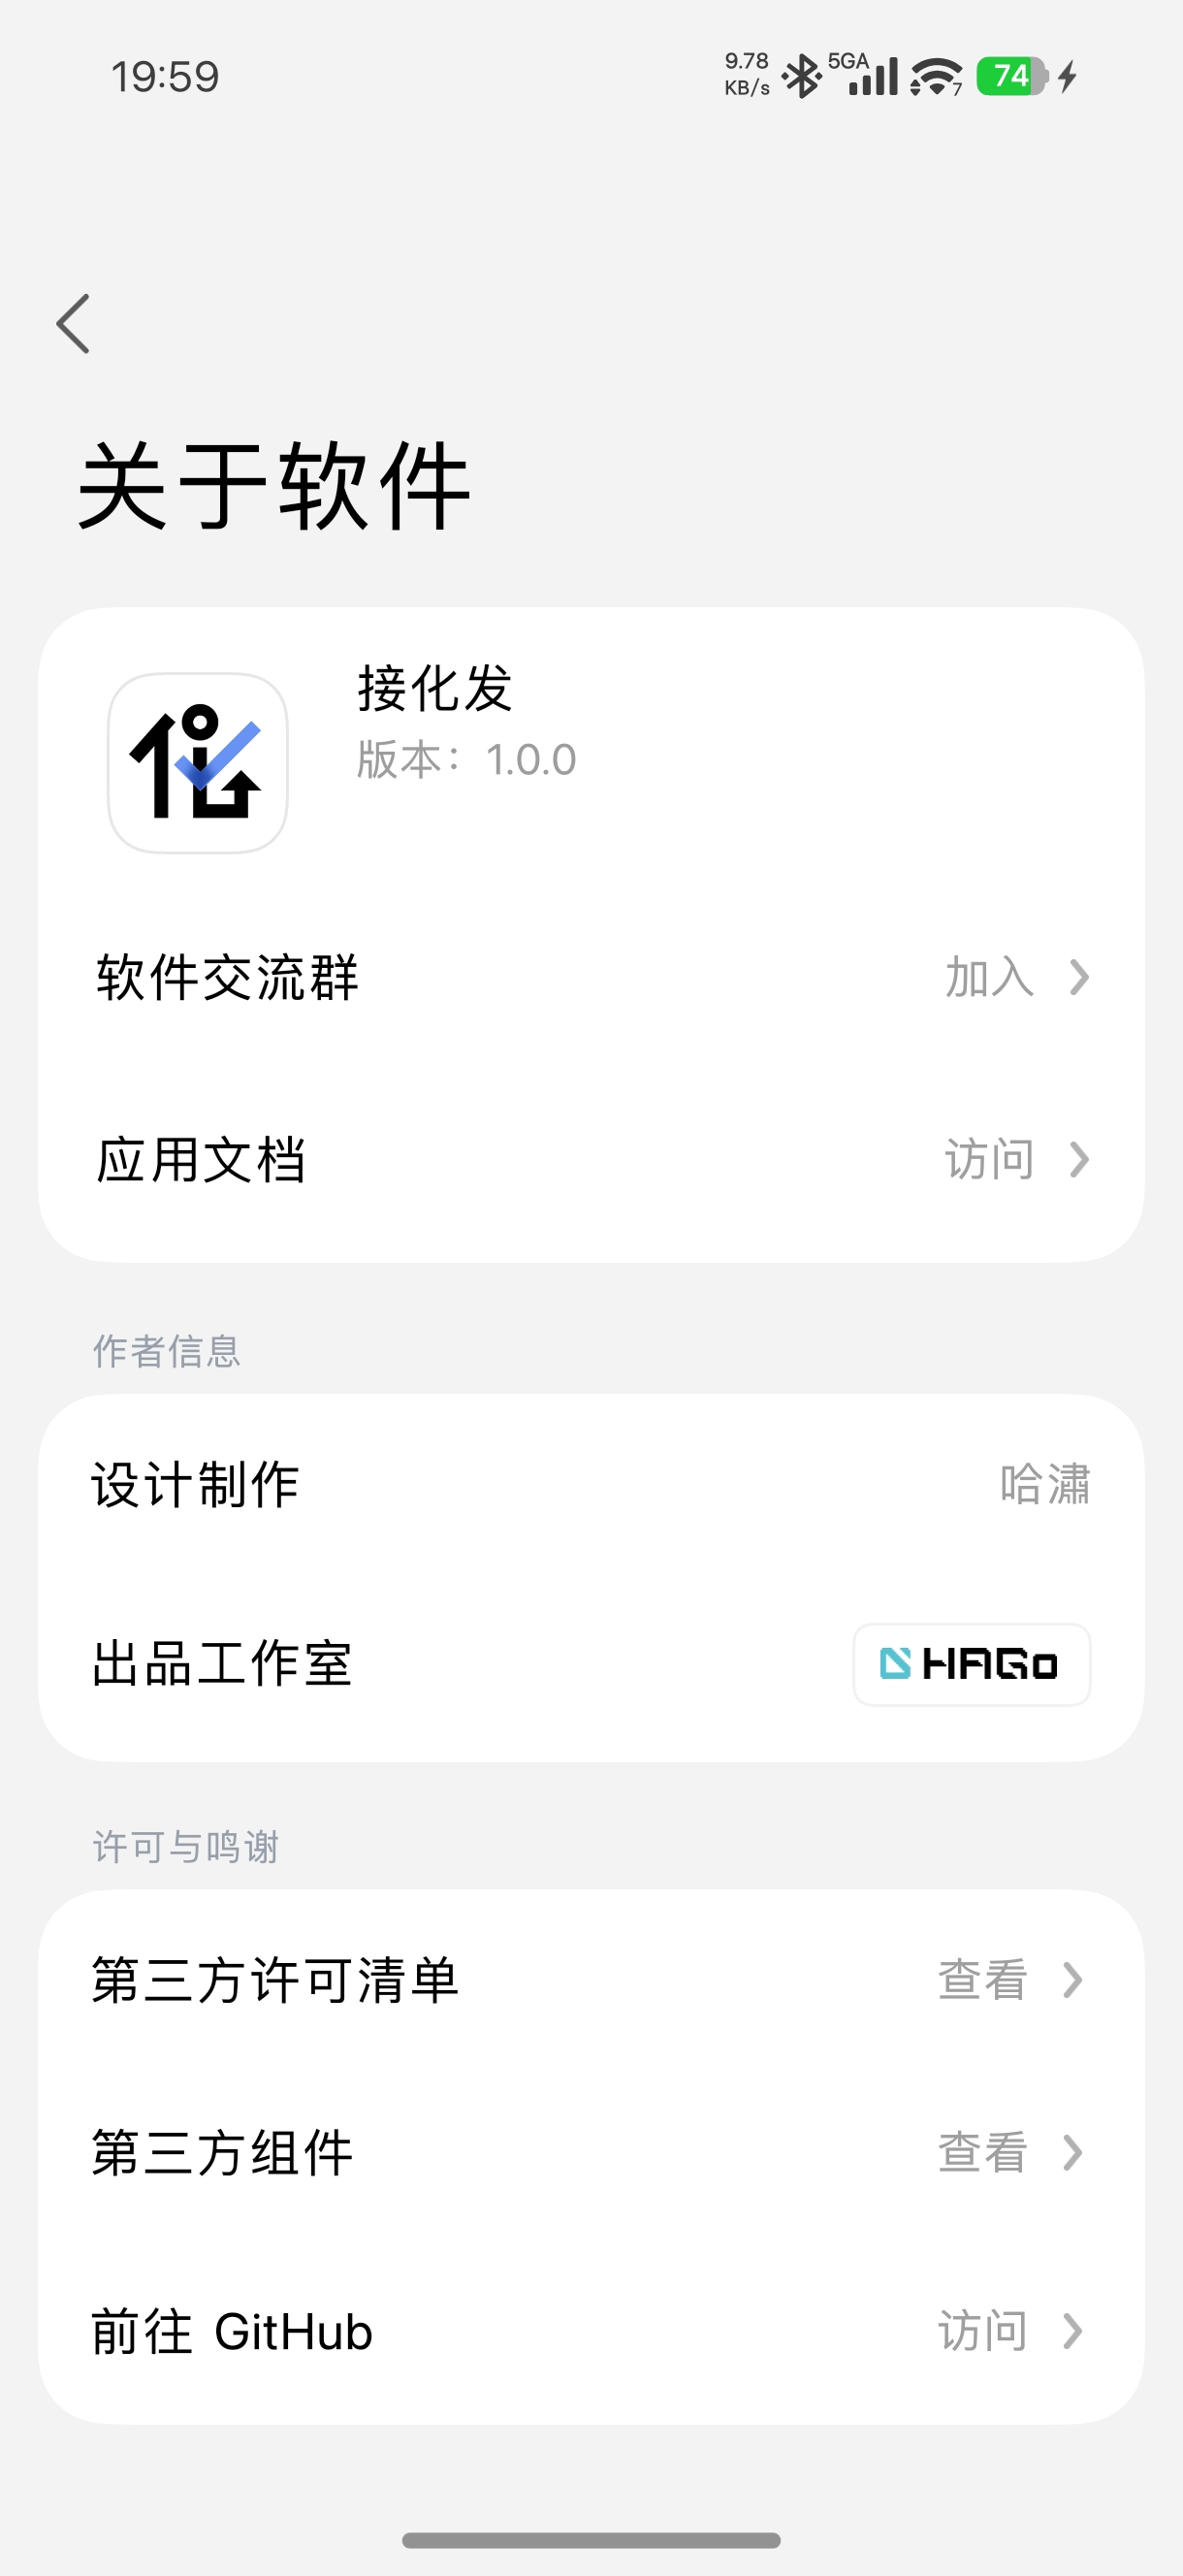 19:59
9.78 KB/s 5GA 7 74
关于软件
接化发
版本：1.0.0
软件交流群 加入
应用文档 访问
作者信息
设计制作 哈潚
出品工作室 HAGo
许可与鸣谢
第三方许可清单 查看
第三方组件 查看
前往 GitHub 访问